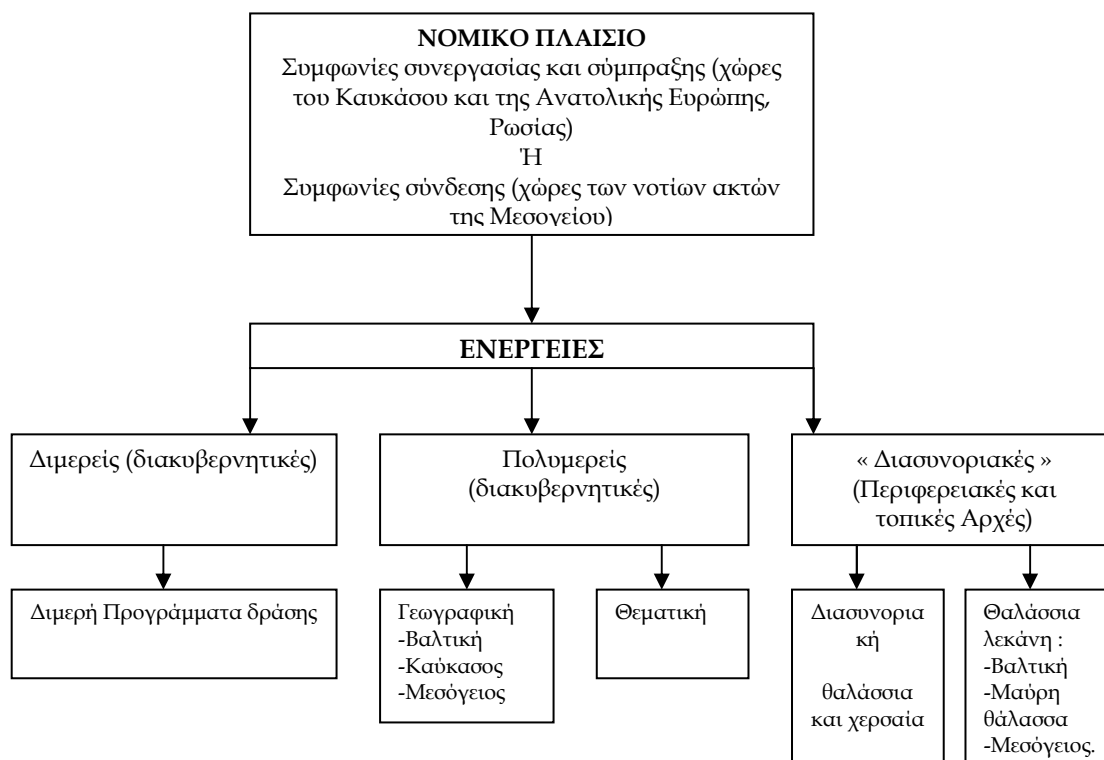 ΝΟΜΙΚΟ ΠΛΑΙΣΙΟ
Συμφωνίες συνεργασίας και σύμπραξης (χώρες
του Καυκάσου και της Ανατολικής Ευρώπης,
Ρωσίας)
Ή
Συμφωνίες σύνδεσης (χώρες των νοτίων ακτών
της Μεσογείου)
ΕΝΕΡΓΕΙΕΣ
Διμερείς (διακυβερνητικές)
Πολυμερείς
(διακυβερνητικές)
« Διασυνοριακές »
(Περιφερειακές και
τοπικές Αρχές)
Διμερή Προγράμματα δράσης
Γεωγραφική
-Βαλτική
-Καύκασος
-Μεσόγειος
Θεματική
Διασυνορια
κή
θαλάσσια
και χερσαία
Θαλάσσια
λεκάνη :
-Βαλτική
-Μαύρη
θάλασσα
-Μεσόγειος.